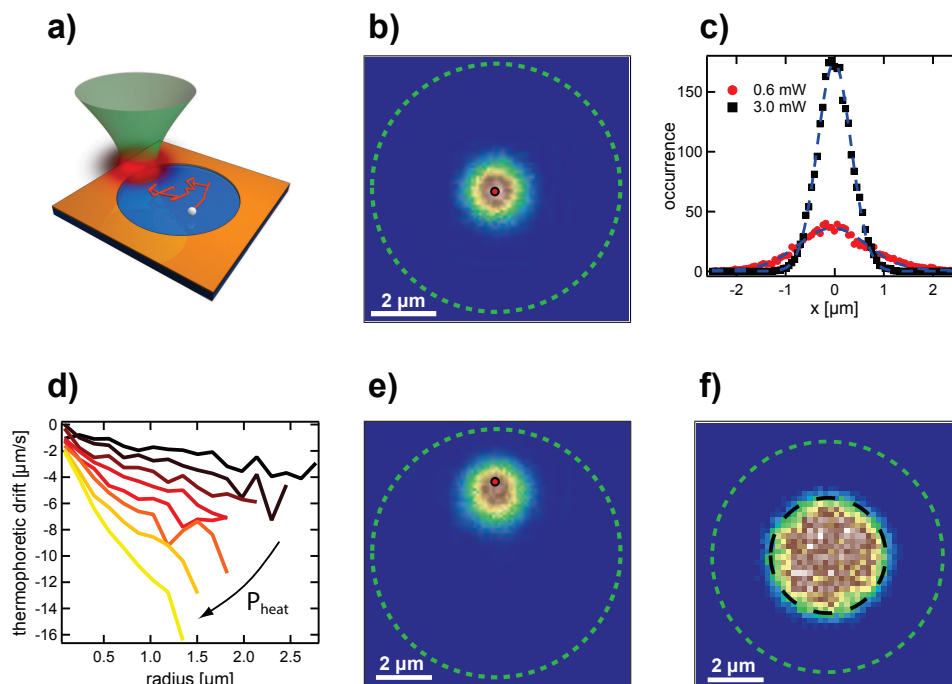 a)
b)
c)
2 µm
occurrence
150
100
50
0
0.6 mW
3.0 mW
-2
-1
0
1
2
x [µm]
d)
e)
f)
thermophoretic drift [µm/s]
0
-2
-4
-6
-8
-10
-12
-14
-16
P heat
0.5
1.0
1.5
2.0
2.5
radius [µm]
2 µm
2 µm